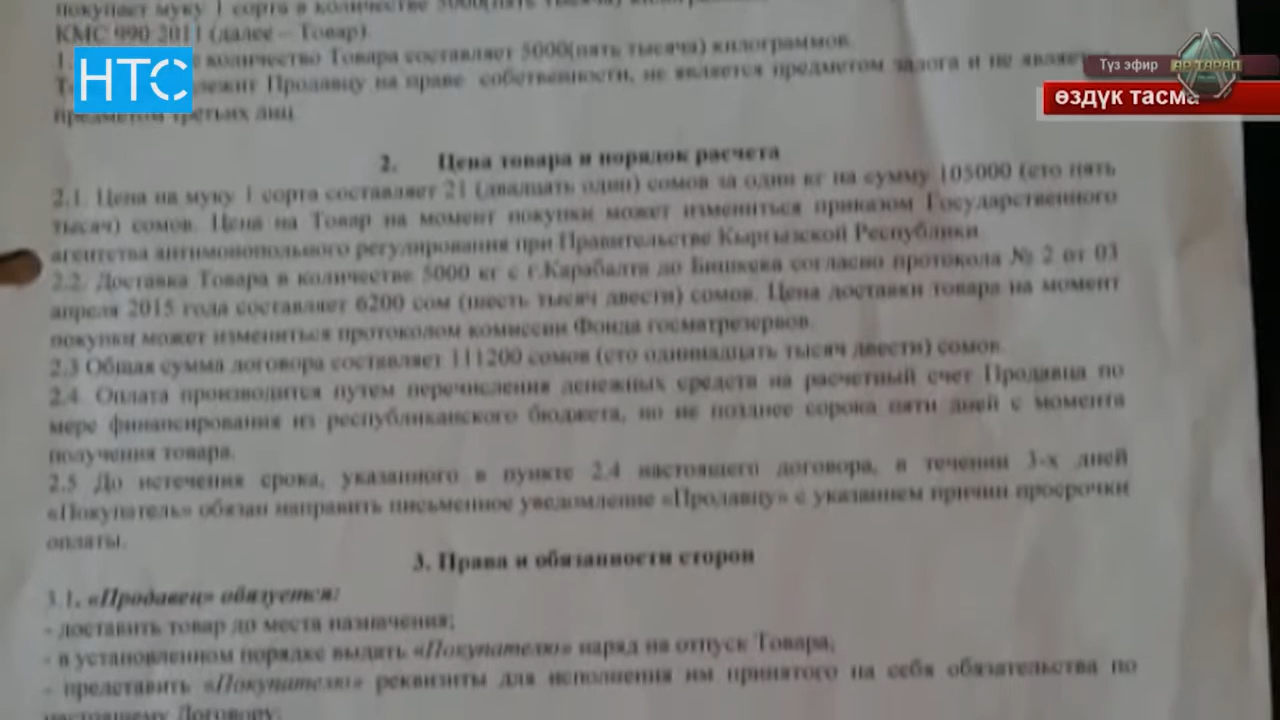 покупает муку 1 сорта в количестве 5000(пять тысяча)
КМС 990 2011 (далее – Товар).
НТС
количество Товара составляет 5000(пять тысяча) килограммов.
Продавцу на праве собственности, не является предметом залога и не является
предметом третьих лиц
Түз эфир
АР ТАРАП
өздүк тасма
2. Цена товара и порядок расчета
2.1. Цена на муку 1 сорта составляет 21 (двадцать один) сомов за один кг на сумму 105000 (сто пять
тысяч) сомов. Цена на Товар на момент покупки может измениться приказом Государственного
агентства антимонопольного регулирования при Правительстве Кыргызской Республики
2.2. Доставка Товара в количестве 5000 кг с г.Карабалта до Бишкека согласно протокола № 2 от 03
апреля 2015 года составляет 6200 сом (шесть тысяч двести) сомов. Цена доставки товара на момент
покупки может измениться протоколом комиссии Фонда госматрезервов.
2.3 Общая сумма договора составляет 111200 сомов (сто одиннадцать тысяч двести) сомов.
2.4. Оплата производится путем перечисления денежных средств на расчетный счет Продавца по
мере финансирования из республиканского бюджета, но не позднее сорока пяти дней с момента
получения товара.
2.5 До истечения срока, указанного в пункте 2.4 настоящего договора, в течении 3-х дней
«Покупатель» обязан направить письменное уведомление «Продавцу» с указанием причин просрочки
оплаты.
3. Права и обязанности сторон
3.1. «Продавец» обязуется:
- доставить товар до места назначения;
- в установленном порядке выдать «Покупателю» наряд на отпуск Товара;
- представить «Покупателю» реквизиты для исполнения им принятого на себя обязательства по
настоящему Договору;